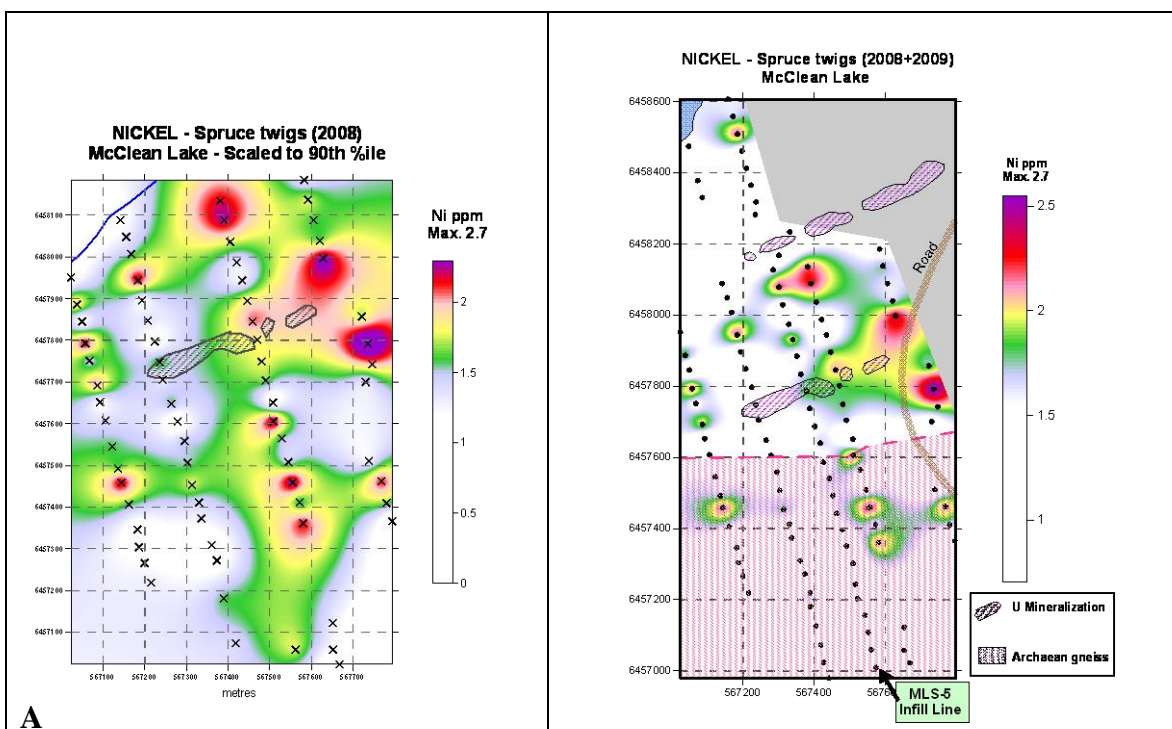 NICKEL - Spruce twigs (2008)
McClean Lake - Scaled to 90th %ile
Ni ppm
Max. 2.7
2
1.5
1
0.5
0
6458100
6458000
6457900
6457800
6457700
6457600
6457500
6457400
6457300
6457200
6457100
567100 567200 567300 567400 567500 567600 567700
metres
A
NICKEL - Spruce twigs (2008+2009)
McClean Lake
6458600
6458400
6458200
6458000
6457800
6457600
6457400
6457200
6457000
567200 567400 56760
Road
Ni ppm
Max. 2.7
2.5
2
1.5
1
U Mineralization
Archaean gneiss
MLS-5
Infill Line